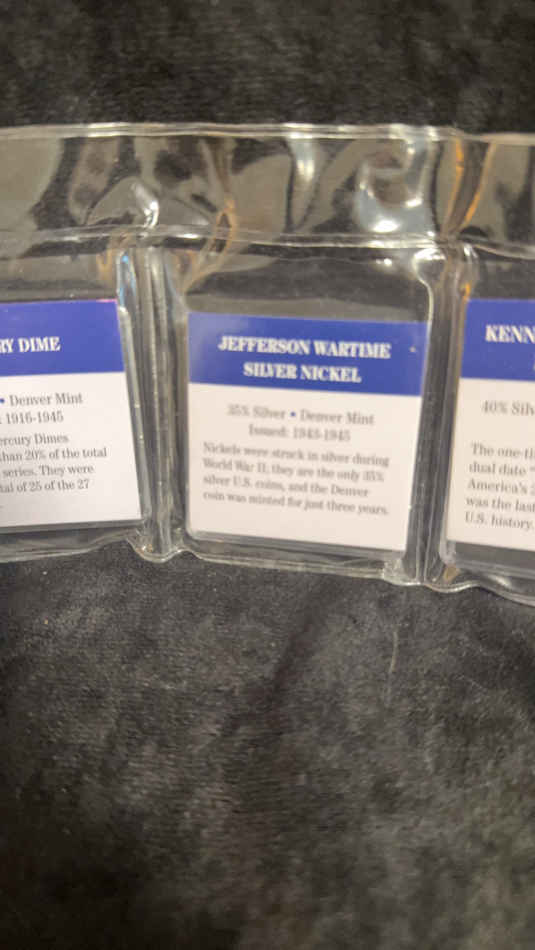 RY DIME
• Denver Mint
: 1916-1945
ercury Dimes
than 20% of the total
series. They were
tal of 25 of the 27
JEFFERSON WARTIME
SILVER NICKEL
35% Silver • Denver Mint
Issued: 1943-1945
Nickels were struck in silver during
World War II; they are the only 35%
silver U.S. coins, and the Denver
coin was minted for just three years.
KENN
40% Silv
The one-ti
dual date "
America's 2
was the last
U.S. history.